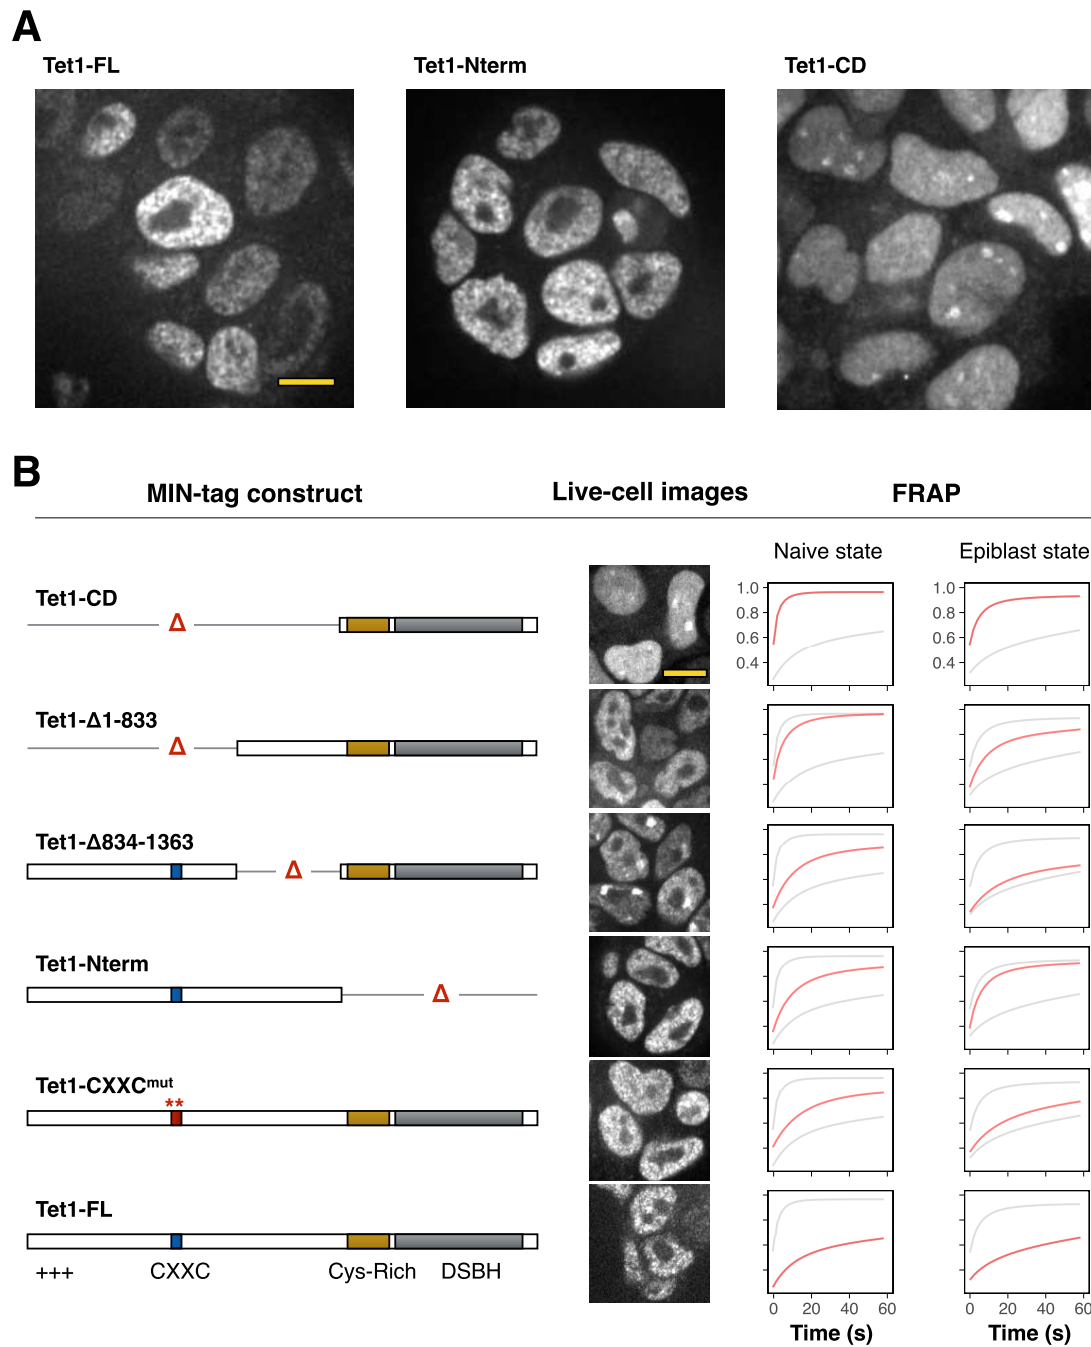 A
Tet1-FL
Tet1-Nterm
Tet1-CD
B
MIN-tag construct
Live-cell images
FRAP
Naive state
Epiblast state
Tet1-CD
Δ
1.0
0.8
0.6
0.4
1.0
0.8
0.6
0.4
Tet1-Δ1-833
Δ
Tet1-Δ834-1363
Δ
Tet1-Nterm
Δ
Tet1-CXXCmut
**
Tet1-FL
+++
CXXC
Cys-Rich
DSBH
0 20 40 60
0 20 40 60
Time (s)
Time (s)